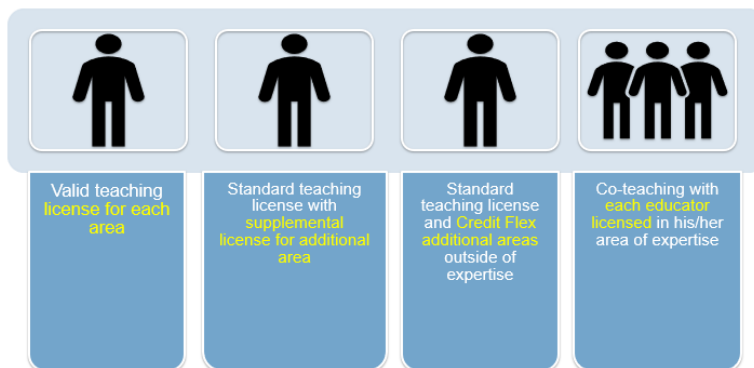 Valid teaching
license for each
area
Standard teaching
license with
supplemental
license for additional
area
Standard
teaching license
and Credit Flex
additional areas
outside of
expertise
Co-teaching with
each educator
licensed in his/her
area of expertise